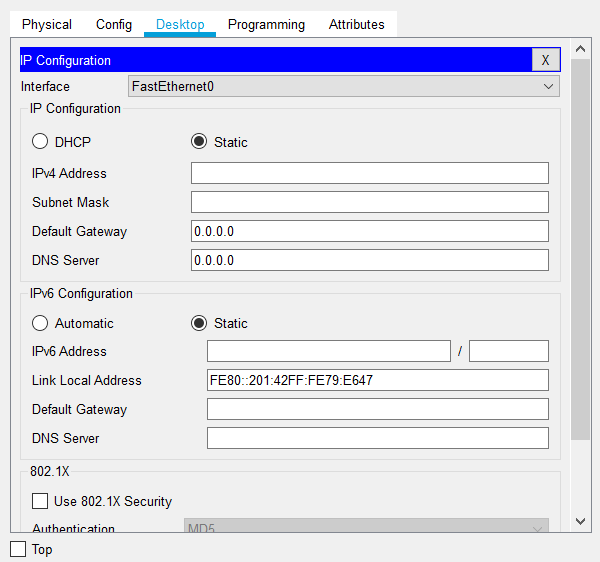 Physical Config Desktop Programming Attributes
IP Configuration X
Interface FastEthernet0
IP Configuration
DHCP Static
IPv4 Address
Subnet Mask
Default Gateway 0.0.0.0
DNS Server 0.0.0.0
IPv6 Configuration
Automatic Static
IPv6 Address /
Link Local Address FE80::201:42FF:FE79:E647
Default Gateway
DNS Server
802.1X
Use 802.1X Security
Authentication MD5
Top